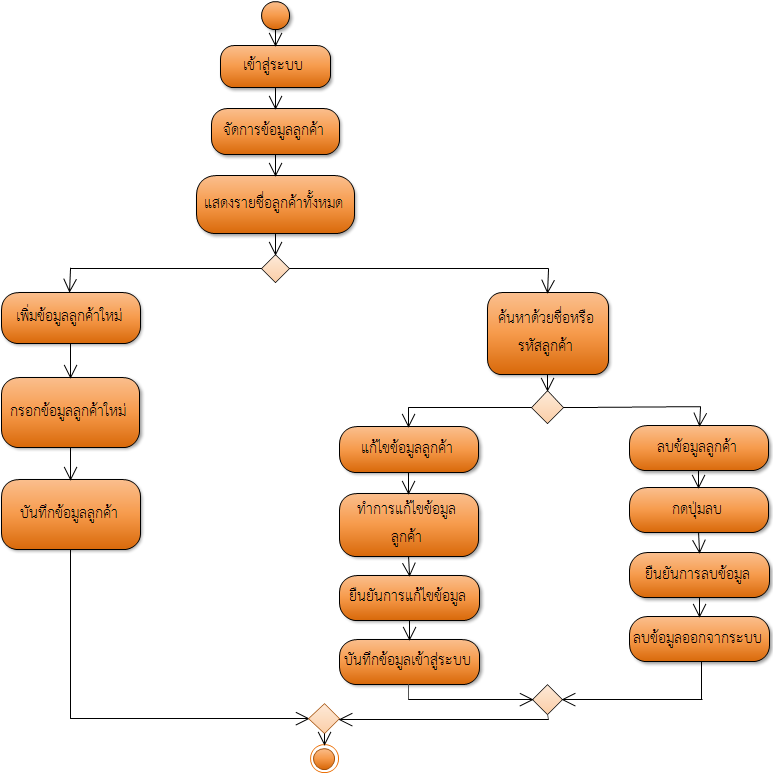 เข้าสู่ระบบ
จัดการข้อมูลลูกค้า
แสดงรายชื่อลูกค้าทั้งหมด
เพิ่มข้อมูลลูกค้าใหม่
กรอกข้อมูลลูกค้าใหม่
บันทึกข้อมูลลูกค้า
ค้นหาด้วยชื่อหรือ
รหัสลูกค้า
แก้ไขข้อมูลลูกค้า
ทำการแก้ไขข้อมูล
ลูกค้า
ยืนยันการแก้ไขข้อมูล
บันทึกข้อมูลเข้าสู่ระบบ
ลบข้อมูลลูกค้า
กดปุ่มลบ
ยืนยันการลบข้อมูล
ลบข้อมูลออกจากระบบ